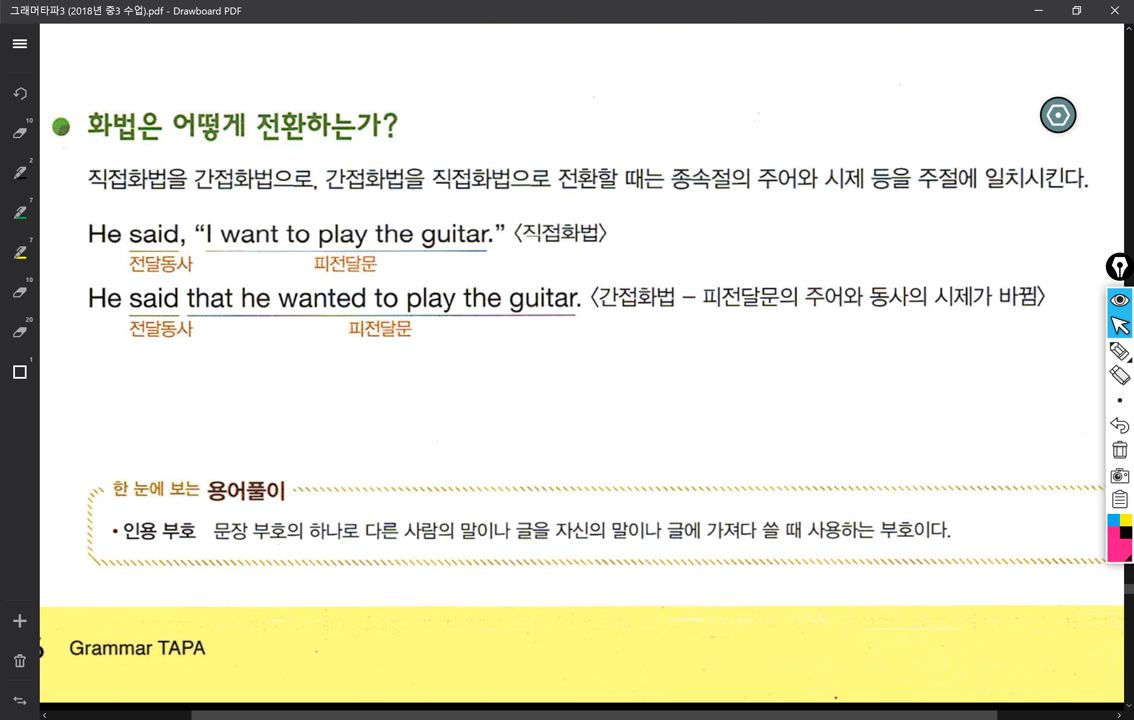 그래머타파3 (2018년 중3 수업).pdf - Drawboard PDF
화법은 어떻게 전환하는가?
직접화법을 간접화법으로, 간접화법을 직접화법으로 전환할 때는 종속절의 주어와 시제 등을 주절에 일치시킨다.
He said, “I want to play the guitar.” 〈직접화법〉
전달동사 피전달문
He said that he wanted to play the guitar. 〈간접화법 – 피전달문의 주어와 동사의 시제가 바뀜〉
전달동사 피전달문
한 눈에 보는 용어풀이
• 인용 부호 문장 부호의 하나로 다른 사람의 말이나 글을 자신의 말이나 글에 가져다 쓸 때 사용하는 부호이다.
Grammar TAPA
10
2
7
7
10
20
1